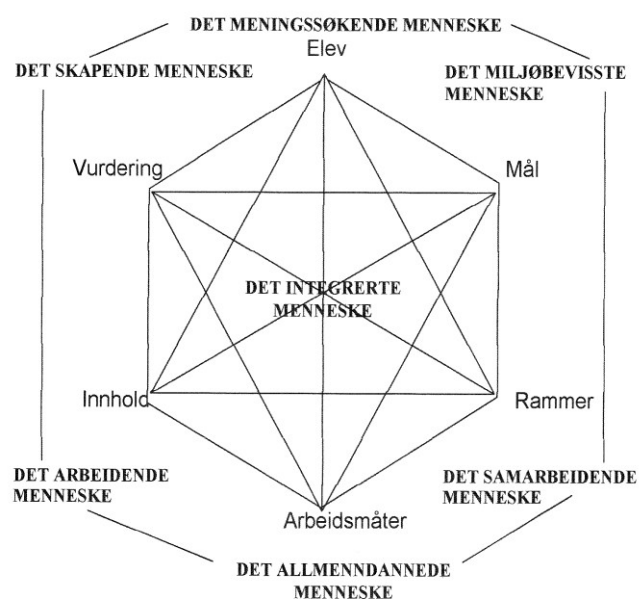 DET MENINGSSØKENDE MENNESKE
Elev
DET SKAPENDE MENNESKE
DET MILJØBEVISSTE
MENNESKE
Vurdering
Mål
DET INTEGRERTE
MENNESKE
Innhold
Rammer
DET ARBEIDENDE
MENNESKE
DET SAMARBEIDENDE
MENNESKE
Arbeidsmåter
DET ALLMENNDANNEDE
MENNESKE